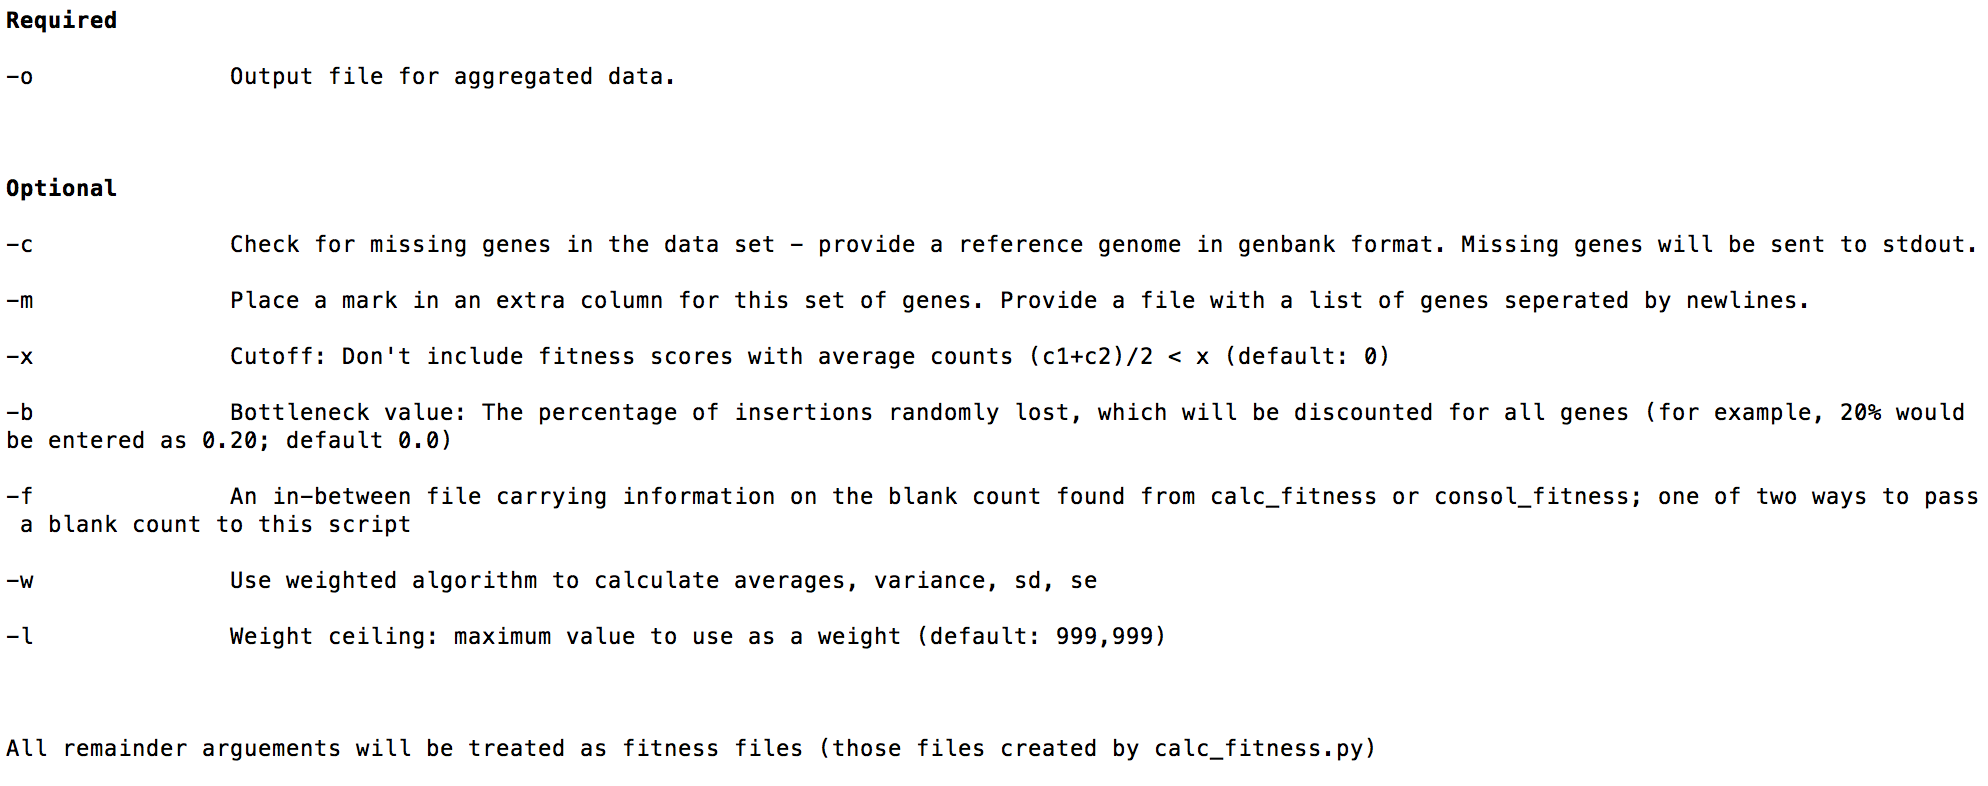 Required
-o Output file for aggregated data.
Optional
-c Check for missing genes in the data set - provide a reference genome in genbank format. Missing genes will be sent to stdout.
-m Place a mark in an extra column for this set of genes. Provide a file with a list of genes seperated by newlines.
-x Cutoff: Don't include fitness scores with average counts (c1+c2)/2 < x (default: 0)
-b Bottleneck value: The percentage of insertions randomly lost, which will be discounted for all genes (for example, 20% would
be entered as 0.20; default 0.0)
-f An in-between file carrying information on the blank count found from calc_fitness or consol_fitness; one of two ways to pass
a blank count to this script
-w Use weighted algorithm to calculate averages, variance, sd, se
-l Weight ceiling: maximum value to use as a weight (default: 999,999)
All remainder arguements will be treated as fitness files (those files created by calc_fitness.py)